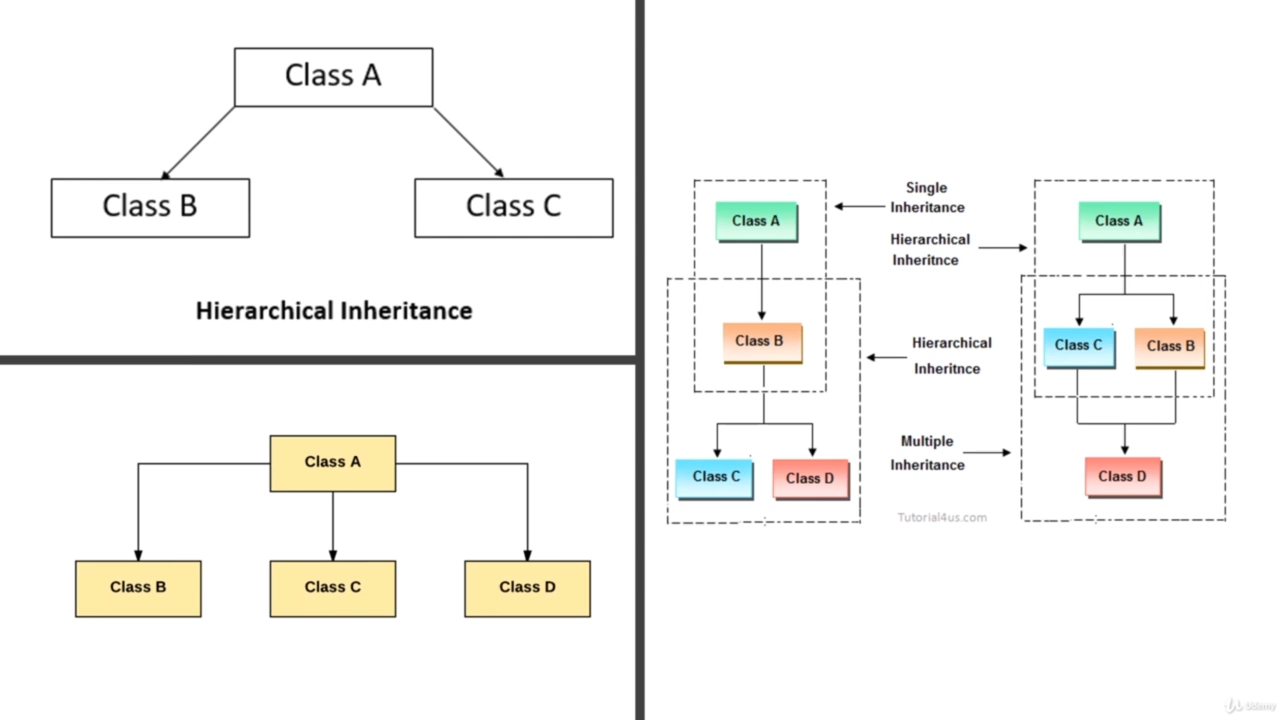 Class A
Class B
Class C
Hierarchical Inheritance
Class A
Class B
Class C
Class D
Class A
Class B
Class C
Class D
Single
Inheritance
Hierarchical
Inheritnce
Hierarchical
Inheritnce
Multiple
Inheritance
Tutorial4us.com
Class A
Class C
Class B
Class D
Udemy